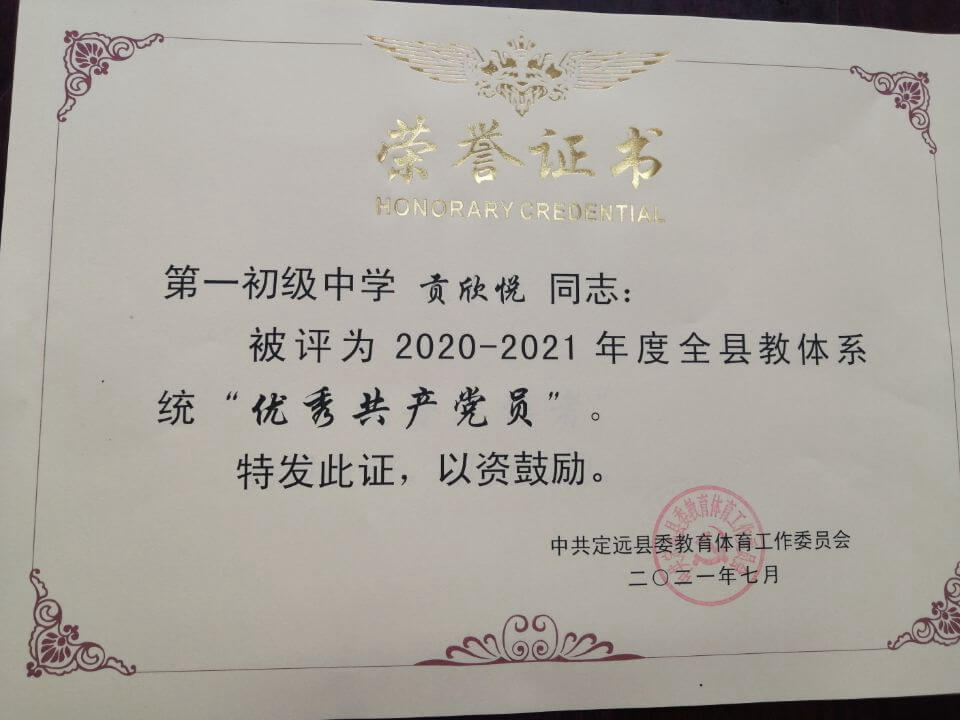 荣誉证书
HONORARY CREDENTIAL
第一初级中学 贡欣悦 同志：
被评为 2020-2021 年度全县教体系
统“优秀共产党员”。
特发此证，以资鼓励。
中共定远县委教育体育工作委员会
二〇二一年七月